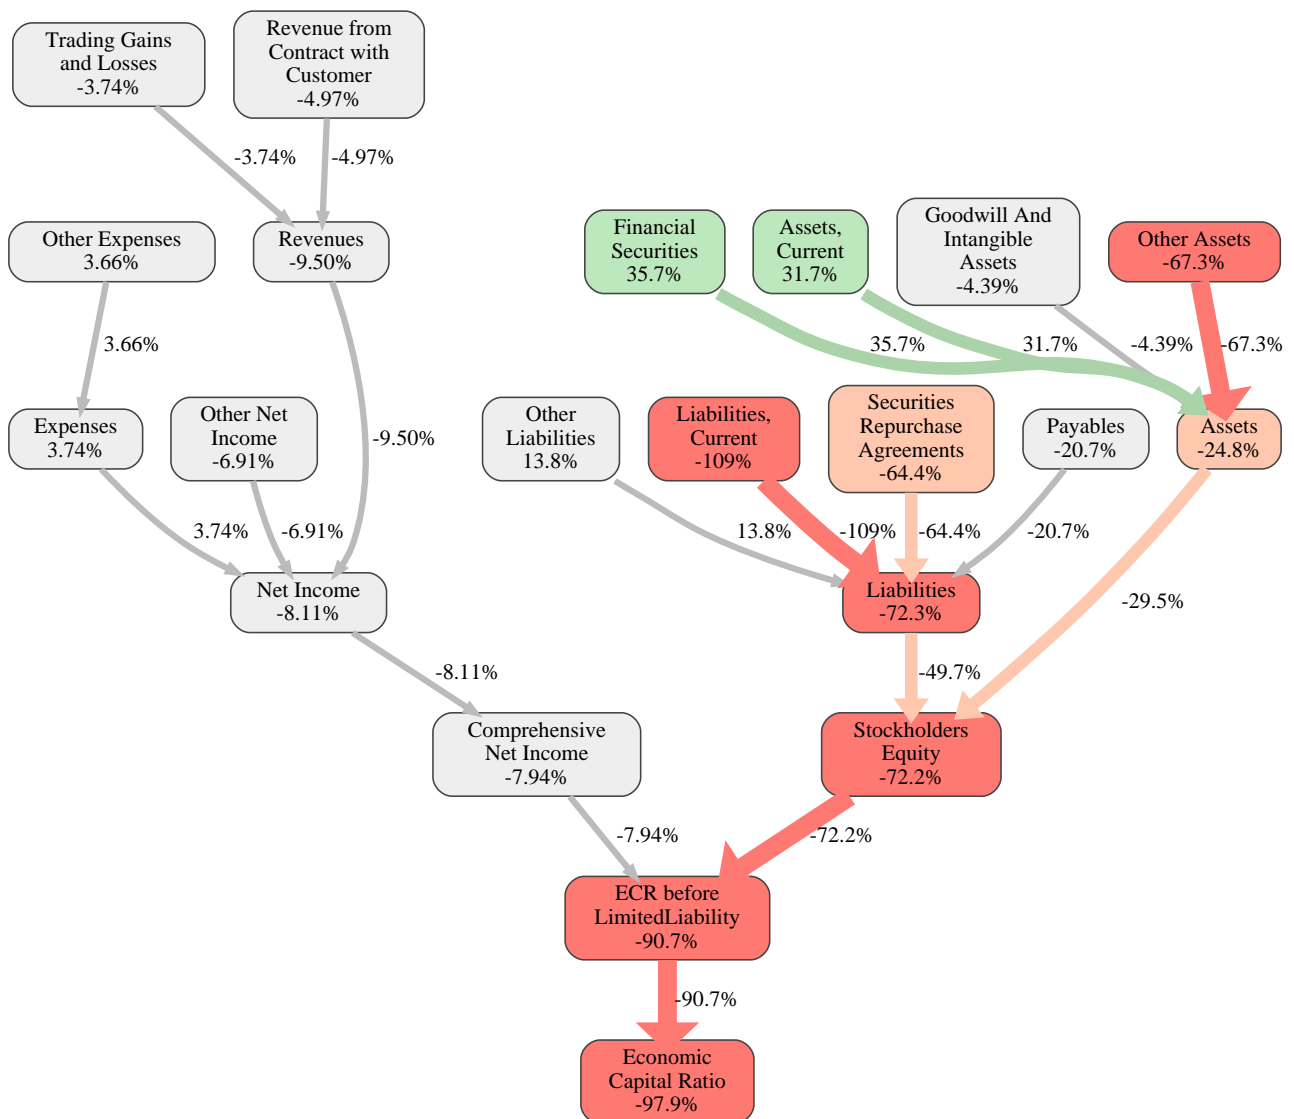 Trading Gains
and Losses
-3.74%
Revenue from
Contract with
Customer
-4.97%
-3.74%
-4.97%
Other Expenses
3.66%
Revenues
-9.50%
Financial
Securities
35.7%
Assets,
Current
31.7%
Goodwill And
Intangible
Assets
-4.39%
Other Assets
-67.3%
3.66%
35.7%
31.7%
-4.39%
-67.3%
Expenses
3.74%
Other Net
Income
-6.91%
-9.50%
Other
Liabilities
13.8%
Liabilities,
Current
-109%
Securities
Repurchase
Agreements
-64.4%
Payables
-20.7%
Assets
-24.8%
3.74%
-6.91%
13.8%
-109%
-64.4%
-20.7%
Net Income
-8.11%
Liabilities
-72.3%
-29.5%
-8.11%
-49.7%
Comprehensive
Net Income
-7.94%
Stockholders
Equity
-72.2%
-7.94%
-72.2%
ECR before
LimitedLiability
-90.7%
-90.7%
Economic
Capital Ratio
-97.9%